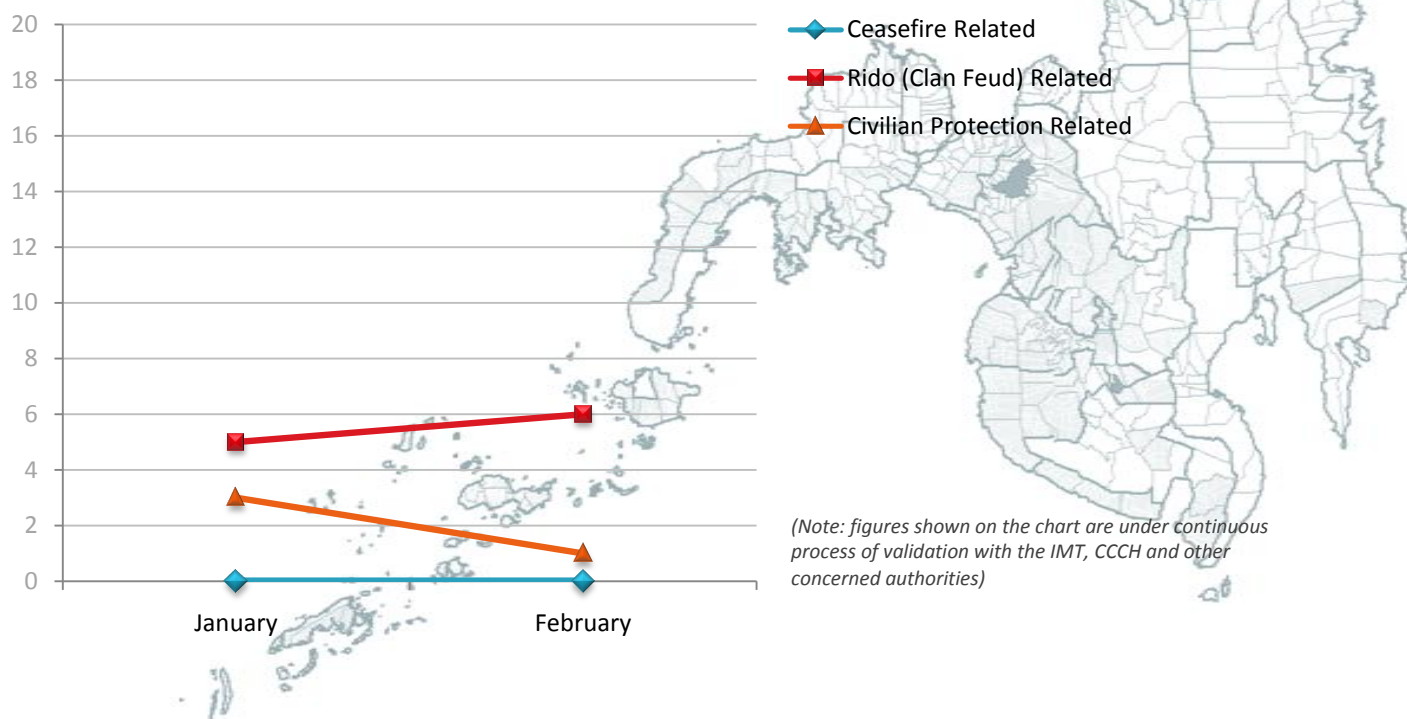 20
18
16
14
12
10
8
6
4
2
0
January
February
Ceasefire Related
Rido (Clan Feud) Related
Civilian Protection Related
(Note: figures shown on the chart are under continuous
process of validation with the IMT, CCCH and other
concerned authorities)